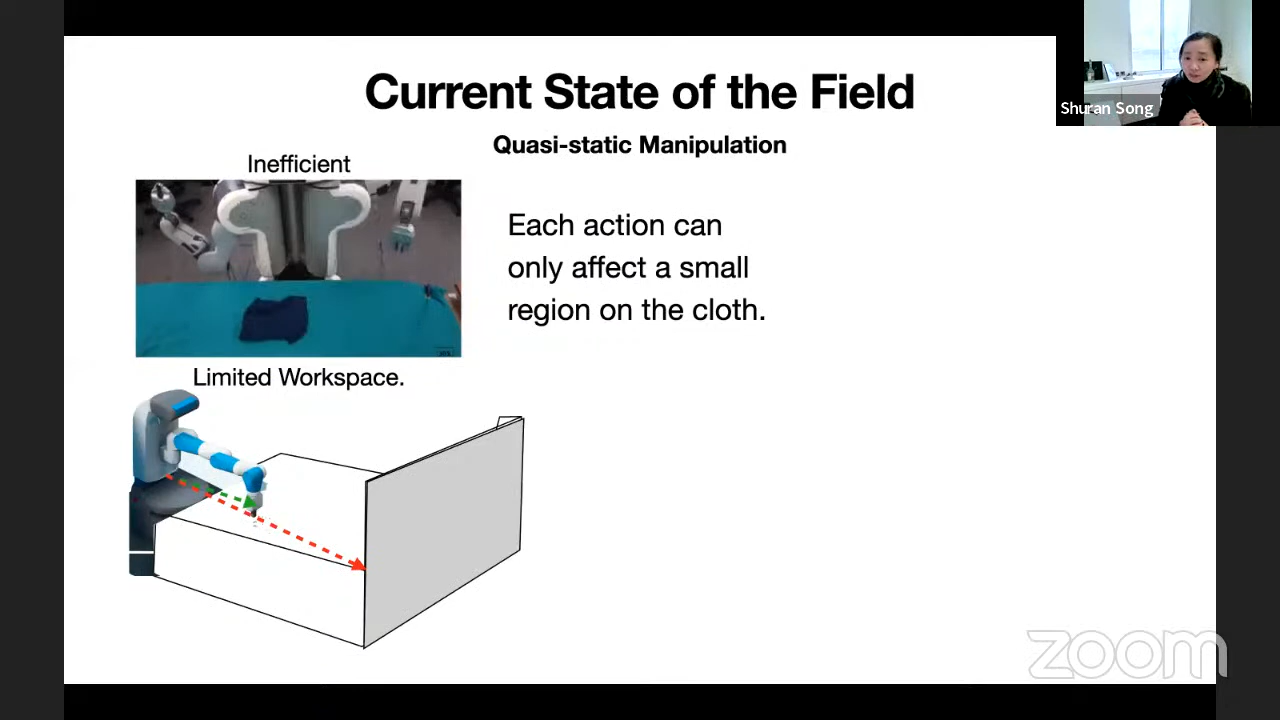 Current State of the Field
Quasi-static Manipulation
Inefficient
Each action can
only affect a small
region on the cloth.
Limited Workspace.
Shuran Song
zoom